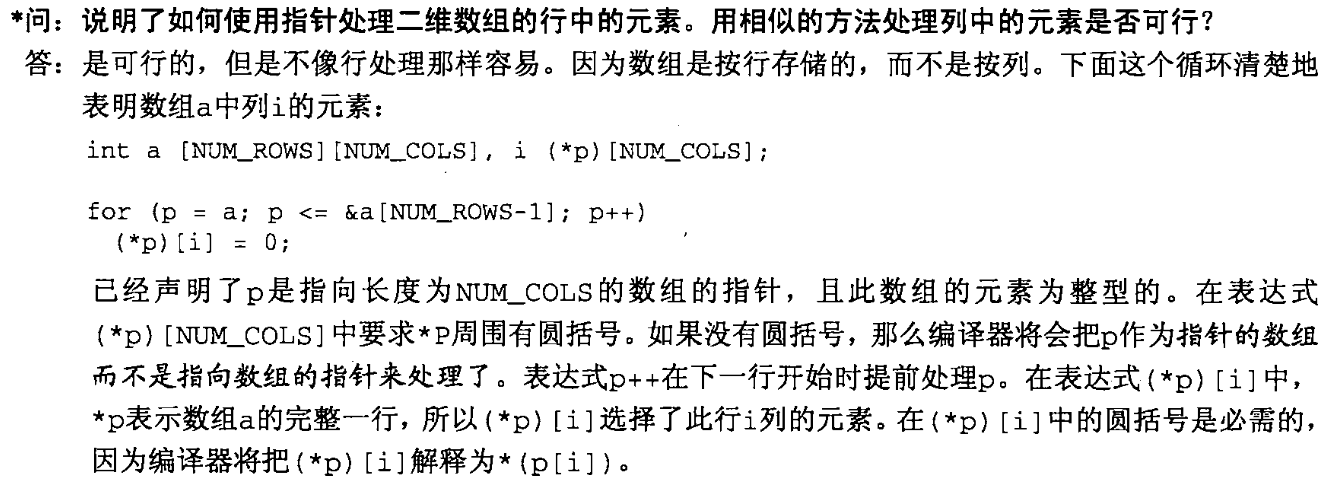 *问：说明了如何使用指针处理二维数组的行中的元素。用相似的方法处理列中的元素是否可行？
答：是可行的，但是不像行处理那样容易。因为数组是按行存储的，而不是按列。下面这个循环清楚地
表明数组a中列i的元素：
int a [NUM_ROWS][NUM_COLS], i (*p)[NUM_COLS];
for (p = a; p <= &a[NUM_ROWS-1]; p++)
(*p)[i] = 0;
已经声明了p是指向长度为NUM_COLS的数组的指针，且此数组的元素为整型的。在表达式
(*p)[NUM_COLS]中要求*P周围有圆括号。如果没有圆括号，那么编译器将会把p作为指针的数组
而不是指向数组的指针来处理了。表达式p++在下一行开始时提前处理p。在表达式(*p)[i]中，
*p表示数组a的完整一行，所以(*p)[i]选择了此行i列的元素。在(*p)[i]中的圆括号是必需的，
因为编译器将把(*p)[i]解释为*(p[i])。